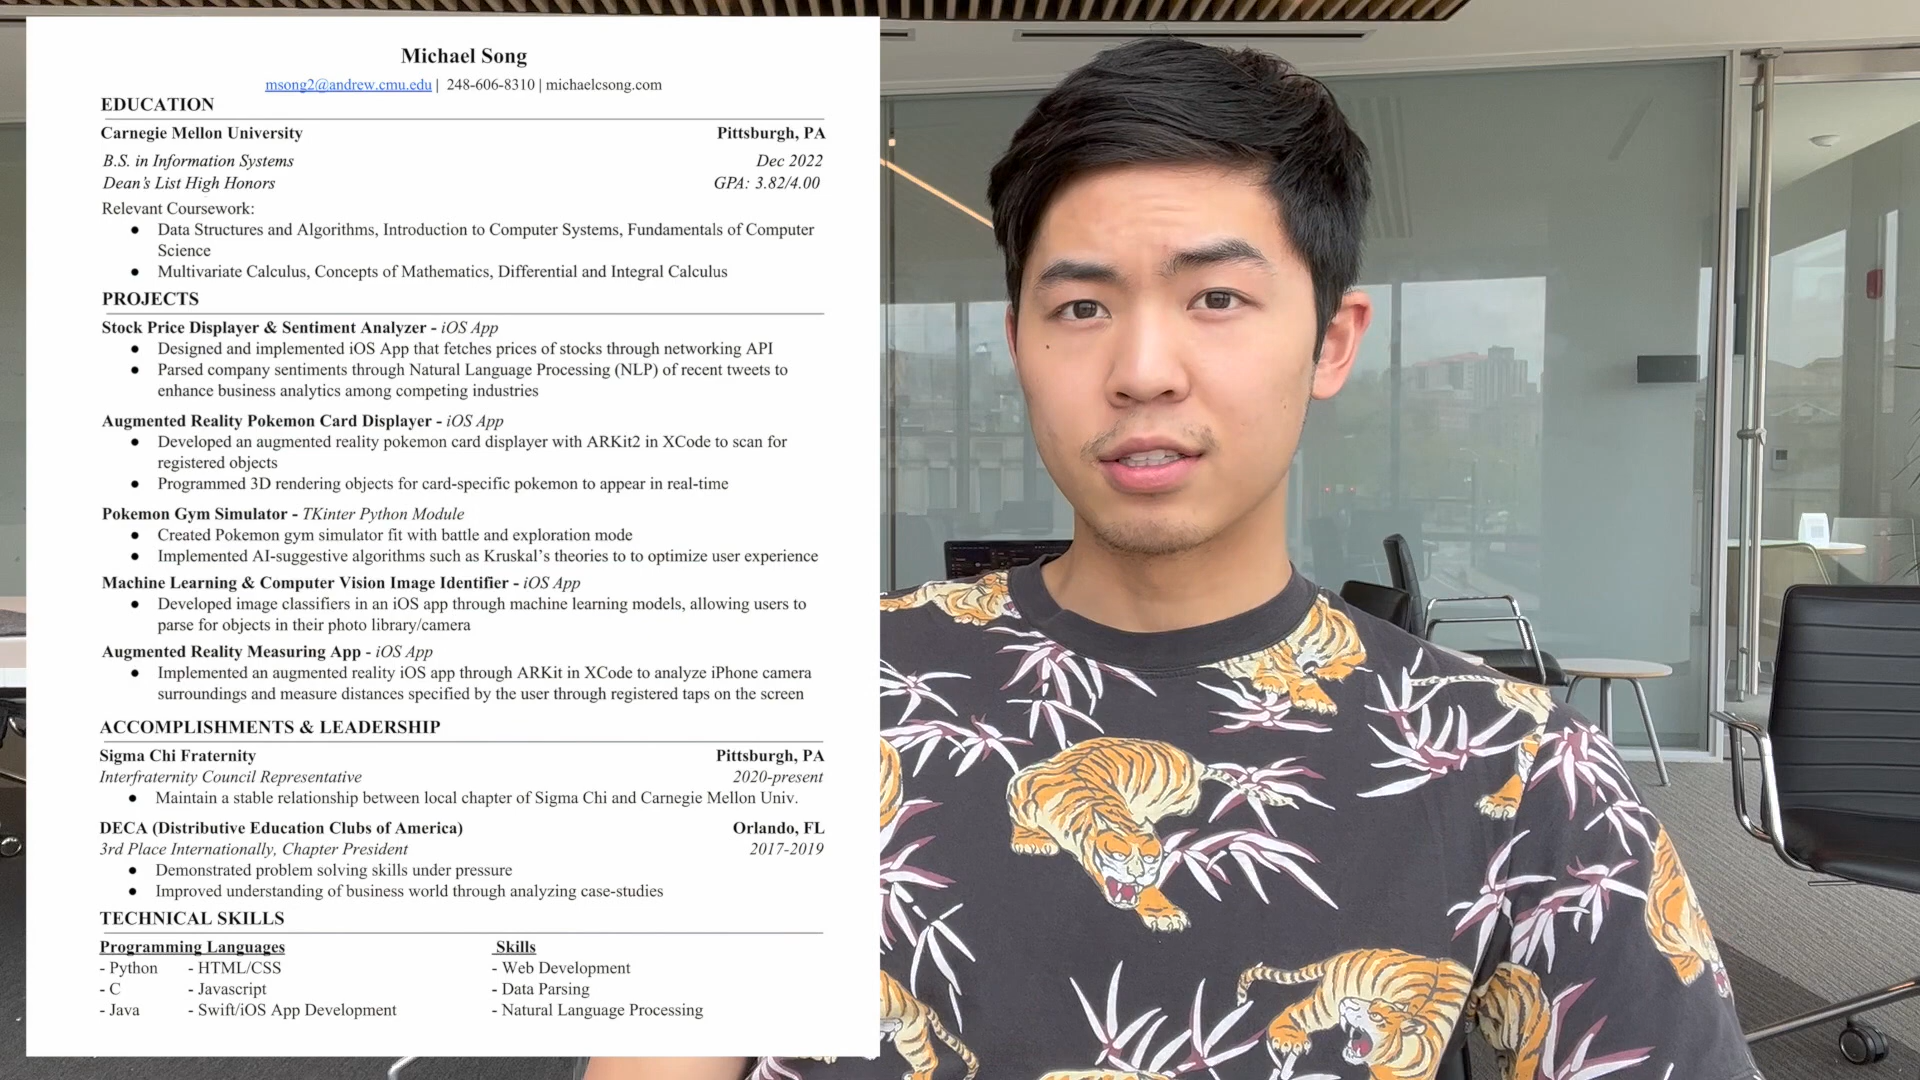 Michael Song
msong2@andrew.cmu.edu | 248-606-8310 | michaelcsong.com
EDUCATION
Carnegie Mellon University Pittsburgh, PA
B.S. in Information Systems Dec 2022
Dean's List High Honors GPA: 3.82/4.00
Relevant Coursework:
● Data Structures and Algorithms, Introduction to Computer Systems, Fundamentals of Computer
Science
● Multivariate Calculus, Concepts of Mathematics, Differential and Integral Calculus
PROJECTS
Stock Price Displayer & Sentiment Analyzer - iOS App
● Designed and implemented iOS App that fetches prices of stocks through networking API
● Parsed company sentiments through Natural Language Processing (NLP) of recent tweets to
enhance business analytics among competing industries
Augmented Reality Pokemon Card Displayer - iOS App
● Developed an augmented reality pokemon card displayer with ARKit2 in XCode to scan for
registered objects
● Programmed 3D rendering objects for card-specific pokemon to appear in real-time
Pokemon Gym Simulator - TKinter Python Module
● Created Pokemon gym simulator fit with battle and exploration mode
● Implemented AI-suggestive algorithms such as Kruskal's theories to to optimize user experience
Machine Learning & Computer Vision Image Identifier - iOS App
● Developed image classifiers in an iOS app through machine learning models, allowing users to
parse for objects in their photo library/camera
Augmented Reality Measuring App - iOS App
● Implemented an augmented reality iOS app through ARKit in XCode to analyze iPhone camera
surroundings and measure distances specified by the user through registered taps on the screen
ACCOMPLISHMENTS & LEADERSHIP
Sigma Chi Fraternity Pittsburgh, PA
Interfraternity Council Representative 2020-present
● Maintain a stable relationship between local chapter of Sigma Chi and Carnegie Mellon Univ.
DECA (Distributive Education Clubs of America) Orlando, FL
3rd Place Internationally, Chapter President 2017-2019
● Demonstrated problem solving skills under pressure
● Improved understanding of business world through analyzing case-studies
TECHNICAL SKILLS
Programming Languages Skills
- Python - HTML/CSS - Web Development
- C - Javascript - Data Parsing
- Java - Swift/iOS App Development - Natural Language Processing